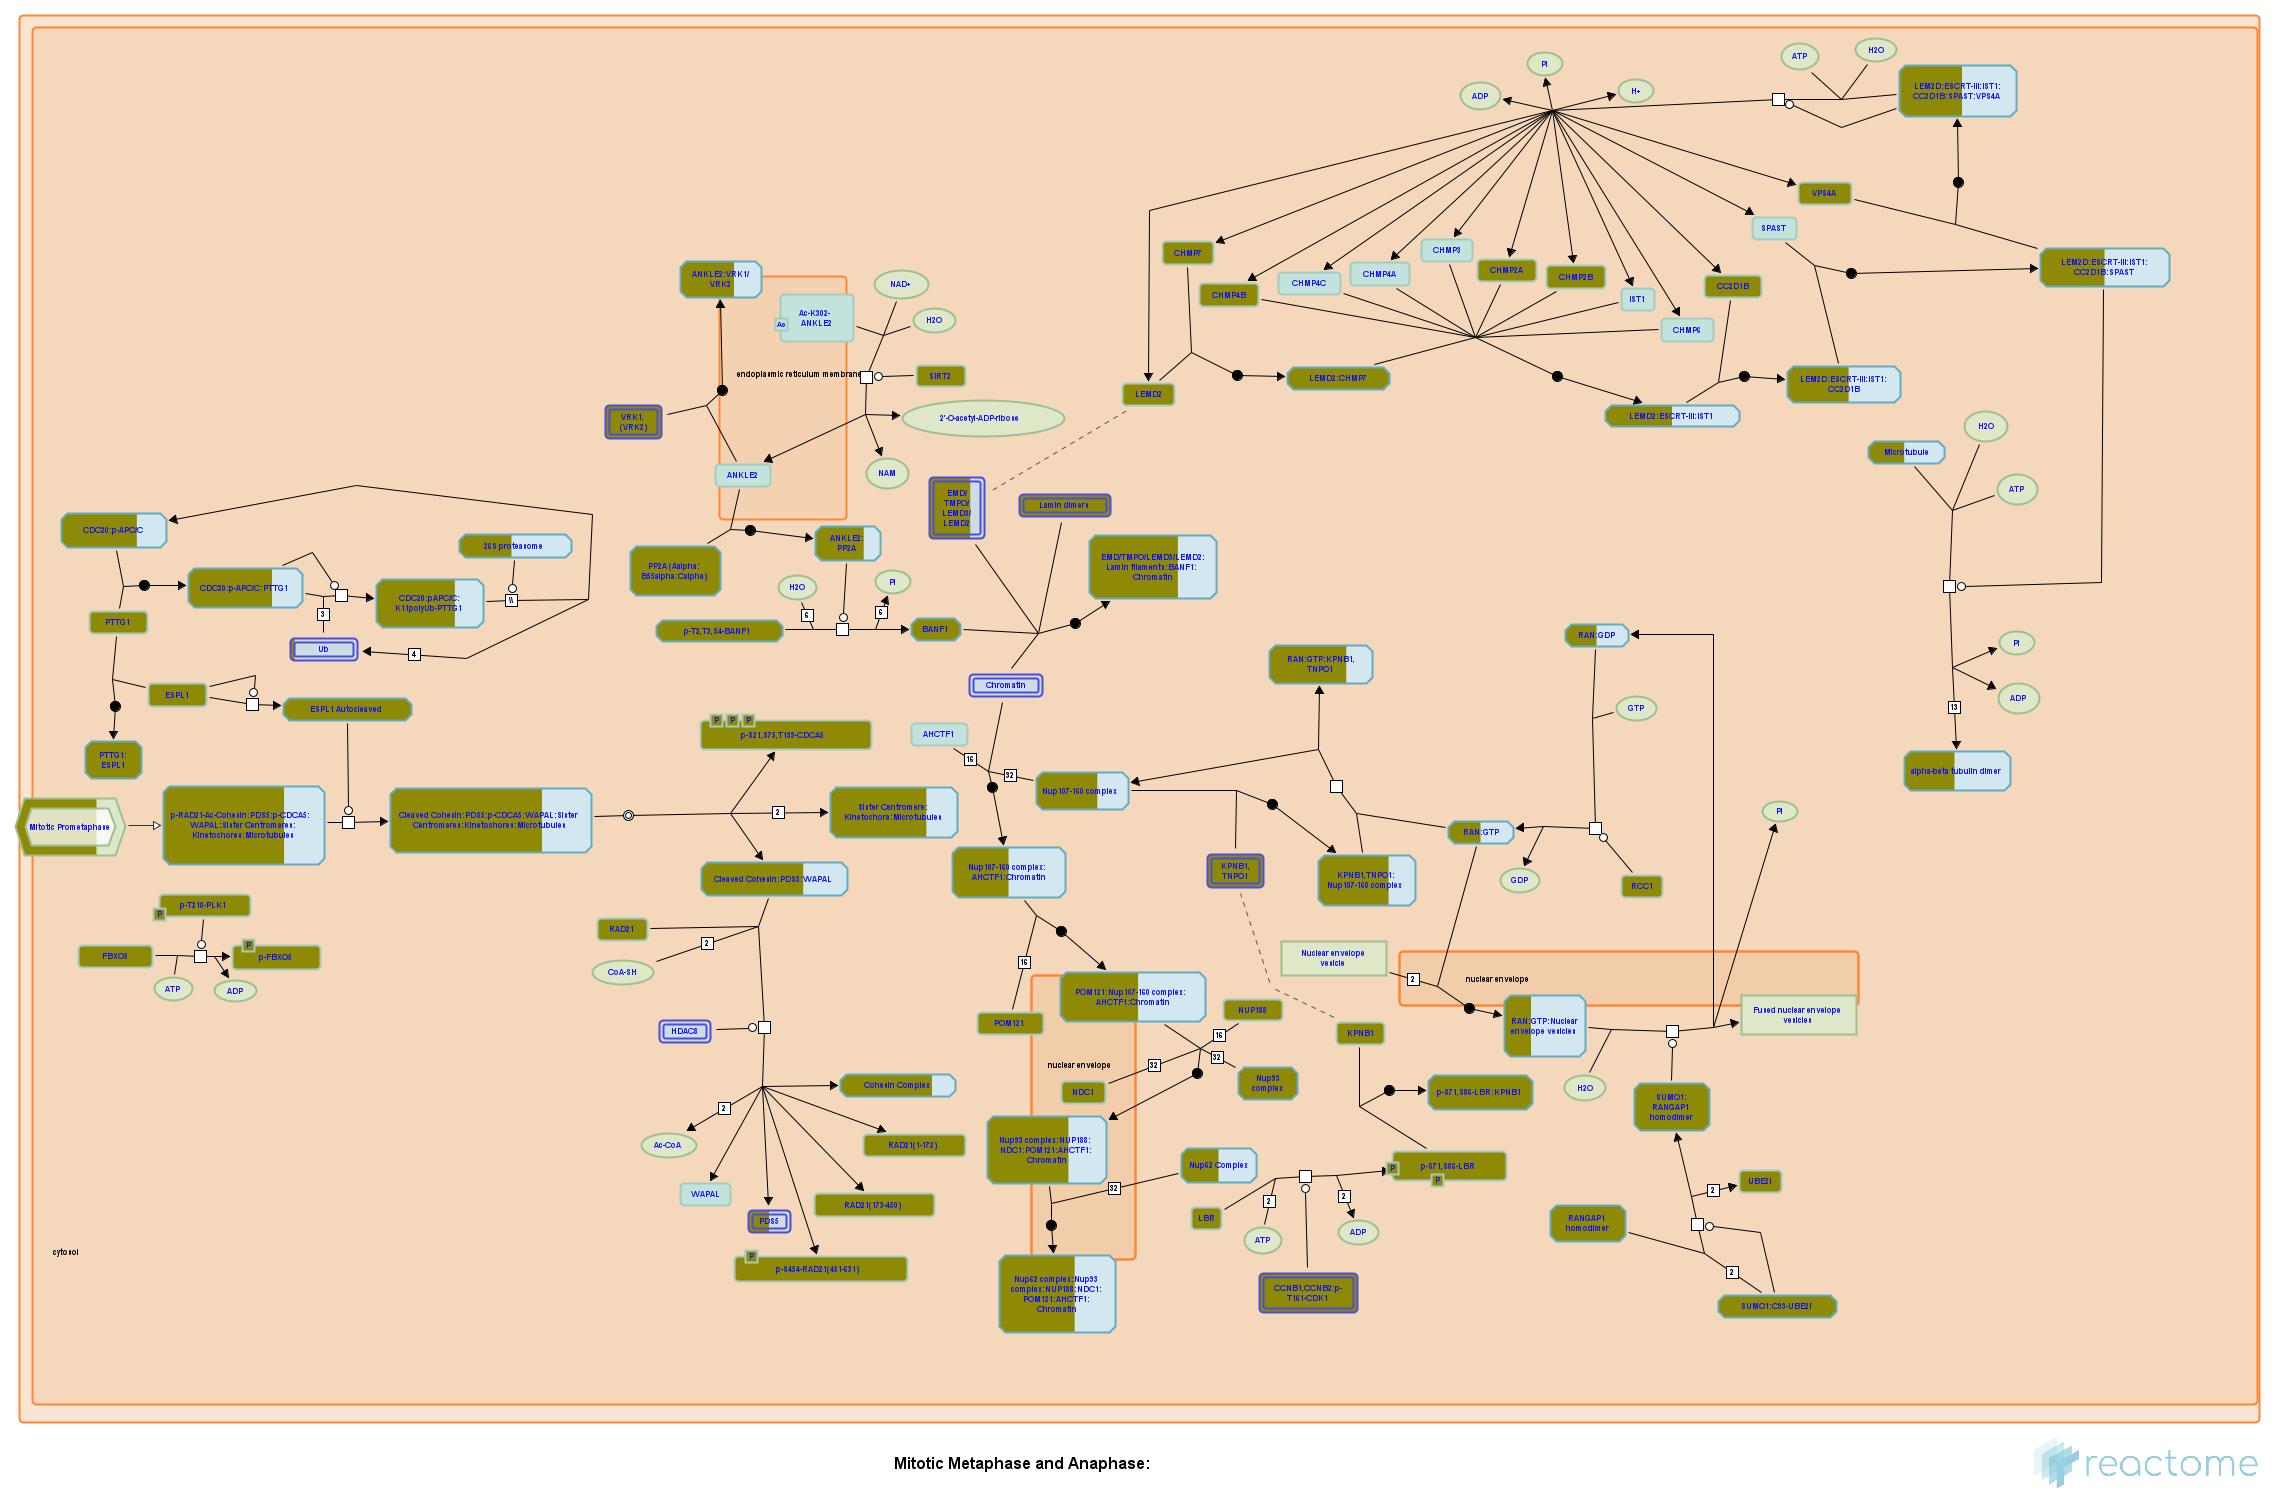 ATP
H2O
Pi
ADP
H+
LEM2D:ESCRT-III:IST1:
CC2D1B:SPAST:VPS4A
VPS4A
SPAST
CHMP7
CHMP3
CHMP4A
CHMP2A
CHMP2B
CHMP4C
CHMP4B
IST1
CC2D1B
CHMP6
LEM2D:ESCRT-III:IST1:
CC2D1B:SPAST
ANKLE2:VRK1/
VRK2
Ac-K302-
ANKLE2
Ac
NAD+
H2O
endoplasmic reticulum membrane
SIRT2
VRK1,
(VRK2)
2'-O-acetyl-ADP-ribose
ANKLE2
NAM
LEMD2
LEMD2:CHMP7
LEM2D:ESCRT-III:IST1:
CC2D1B
LEMD2:ESCRT-III:IST1
Microtubule
H2O
ATP
EMD/
TMPO/
LEMD3/
LEMD2
Lamin dimers
CDC20:p-APC/C
26S proteasome
ANKLE2:
PP2A
PP2A (Aalpha:
B55alpha:Calpha)
EMD/TMPO/LEMD3/LEMD2:
Lamin filaments:BANF1:
Chromatin
CDC20:p-APC/C:PTTG1
CDC20:pAPC/C:
K11polyUb-PTTG1
\\
3
H2O
Pi
6
6
PTTG1
p-T2,T3,S4-BANF1
BANF1
Ub
4
RAN:GDP
Pi
RAN:GTP:KPNB1,
TNPO1
ADP
13
ESPL1
ESPL1 Autocleaved
Chromatin
GTP
P
P
P
p-S21,S75,T159-CDCA5
AHCTF1
16
32
PTTG1:
ESPL1
alpha-beta tubulin dimer
Nup107-160 complex
Mitotic Prometaphase
p-RAD21-Ac-Cohesin:PDS5:p-CDCA5:
WAPAL:Sister Centromeres:
Kinetochores:Microtubules
Cleaved Cohesin:PDS5:p-CDCA5:WAPAL:Sister
Centromeres:Kinetochores:Microtubules
2
Sister Centromere:
Kinetochore:Microtubules
RAN:GTP
Pi
Cleaved Cohesin:PDS5:WAPAL
Nup107-160 complex:
AHCTF1:Chromatin
KPNB1,
TNPO1
KPNB1,TNPO1:
Nup107-160 complex
GDP
RCC1
p-T210-PLK1
P
RAD21
2
CoA-SH
FBXO5
P
p-FBXO5
ATP
ADP
16
Nuclear envelope
vesicle
2
nuclear envelope
POM121:Nup107-160 complex:
AHCTF1:Chromatin
POM121
NUP188
16
32
32
nuclear envelope
NDC1
Nup93
complex
HDAC8
KPNB1
RAN:GTP:Nuclear
envelope vesicles
Fused nuclear envelope
vesicles
H2O
SUMO1:
RANGAP1
homodimer
p-S71,S86-LBR:KPNB1
Cohesin Complex
2
Ac-CoA
RAD21(1-172)
Nup93 complex:NUP188:
NDC1:POM121:AHCTF1:
Chromatin
Nup62 Complex
32
P
p-S71,S86-LBR
P
WAPAL
RAD21(173-450)
PDS5
LBR
2
2
ATP
ADP
UBE2I
2
RANGAP1
homodimer
2
P
p-S454-RAD21(451-631)
Nup62 complex:Nup93
complex:NUP188:NDC1:
POM121:AHCTF1:
Chromatin
CCNB1,CCNB2:p-
T161-CDK1
SUMO1:C93-UBE2I
cytosol
Mitotic Metaphase and Anaphase:
reactome